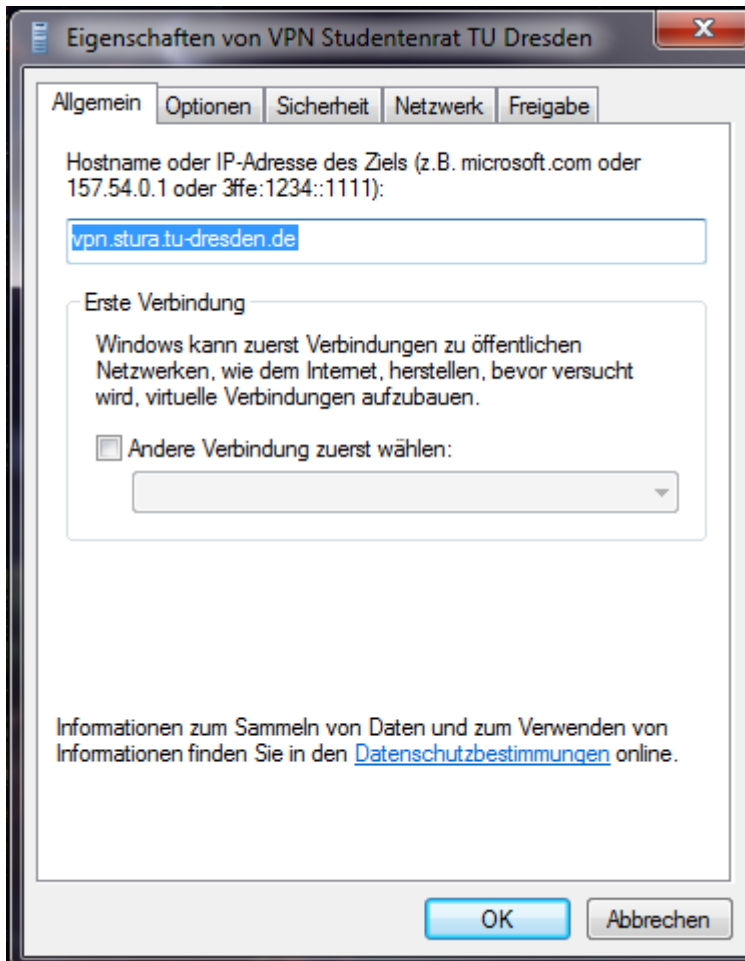 Eigenschaften von VPN Studentenrat TU Dresden
Allgemein Optionen Sicherheit Netzwerk Freigabe
Hostname oder IP-Adresse des Ziels (z.B. microsoft.com oder
157.54.0.1 oder 3ffe:1234::1111):
vpn.stura.tu-dresden.de
Erste Verbindung
Windows kann zuerst Verbindungen zu öffentlichen
Netzwerken, wie dem Internet, herstellen, bevor versucht
wird, virtuelle Verbindungen aufzubauen.
Andere Verbindung zuerst wählen:
Informationen zum Sammeln von Daten und zum Verwenden von
Informationen finden Sie in den Datenschutzbestimmungen online.
OK Abbrechen